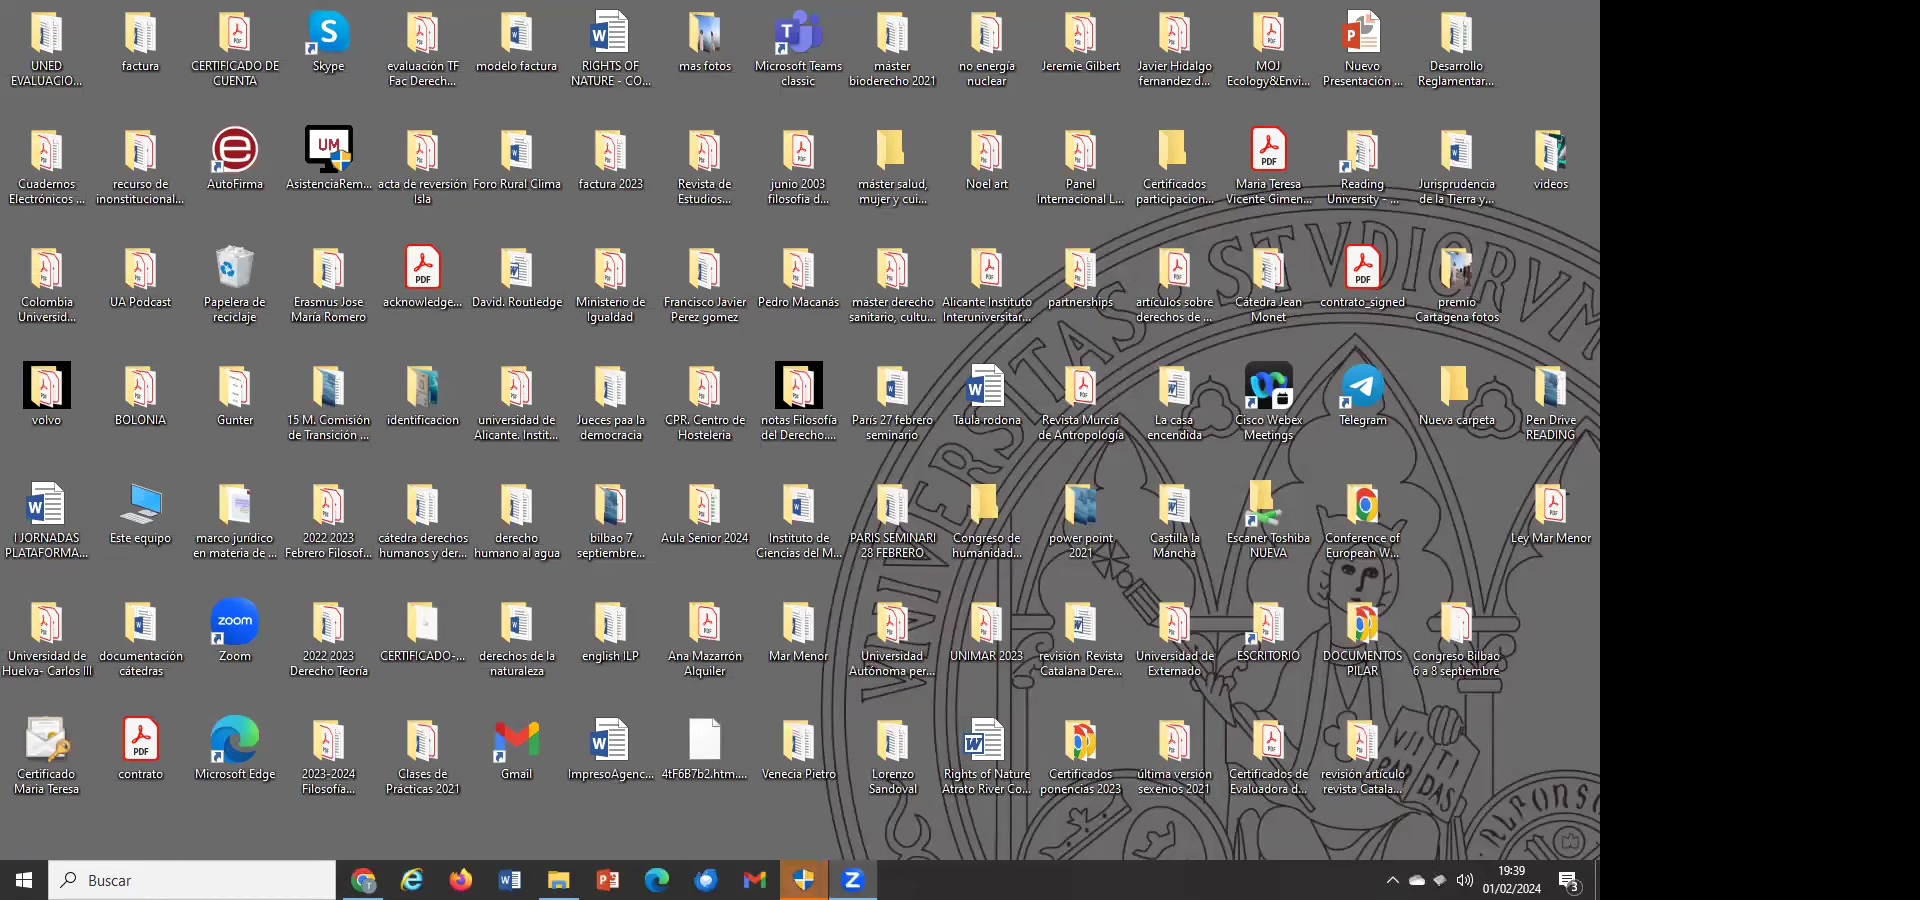 UNED
EVALUACIO...
factura
CERTIFICADO DE
CUENTA
Skype
evaluación TF
Fac Derech...
modelo factura
RIGHTS OF
NATURE - CO...
mas fotos
Microsoft Teams
classic
máster
bioderecho 2021
no energía
nuclear
Jeremie Gilbert
Javier Hidalgo
fernandez d...
MOJ
Ecology&Envi...
Nuevo
Presentación ...
Desarrollo
Reglamentar...
Cuadernos
Electrónicos ...
recurso de
inonstitucional...
AutoFirma
UM
AsistenciaRem...
acta de reversión
Isla
Foro Rural Clima
factura 2023
Revista de
Estudios...
junio 2003
filosofia d...
máster salud,
mujer y cui...
Noel art
Panel
Internacional L...
Certificados
participacion...
PDF
Maria Teresa
Vicente Gimen...
Reading
University - ...
Jurisprudencia
de la Tierra y...
videos
Colombia
Universid...
UA Podcast
Papelera de
reciclaje
Erasmus Jose
María Romero
PDF
acknowledge...
David. Routledge
Ministerio de
Igualdad
Francisco Javier
Perez gomez
Pedro Macanás
máster derecho
sanitario, cultu...
Alicante Instituto
Interuniversitar...
partnerships
artículos sobre
derechos de ...
Cátedra Jean
Monet
PDF
contrato_signed
premio
Cartagena fotos
volvo
BOLONIA
Gunter
15 M. Comisión
de Transición ...
identificacion
universidad de
Alicante. Instit...
Jueces paa la
democracia
CPR. Centro de
Hosteleria
notas Filosofía
del Derecho....
París 27 febrero
seminario
Taula rodona
Revista Murcia
de Antropología
La casa
encendida
Cisco Webex
Meetings
Telegram
Nueva carpeta
Pen Drive
READING
I JORNADAS
PLATAFORMA...
Este equipo
marco jurídico
en materia de ...
2022 2023
Febrero Filosof...
cátedra derechos
humanos y der...
derecho
humano al agua
bilbao 7
septiembre...
Aula Senior 2024
Instituto de
Ciencias del M...
PARIS SEMINARI
28 FEBRERO
Congreso de
humanidad...
power point
2021
Castilla la
Mancha
Escaner Toshiba
NUEVA
Conference of
European W...
Ley Mar Menor
Universidad de
Huelva- Carlos III
documentación
cátedras
zoom
Zoom
2022 2023
Derecho Teoría
CERTIFICADO-...
derechos de la
naturaleza
english ILP
Ana Mazarrón
Alquiler
Mar Menor
Universidad
Autónoma per...
UNIMAR 2023
revisión Revista
Catalana Dere...
Universidad de
Externado
ESCRITORIO
DOCUMENTOS
PILAR
Congreso Bilbao
6 a 8 septiembre
Certificado
Maria Teresa
PDF
contrato
Microsoft Edge
2023-2024
Filosofía...
Clases de
Prácticas 2021
Gmail
ImpresoAgenc...
4tF6B7b2.htm...
Venecia Pietro
Lorenzo
Sandoval
Rights of Nature
Atrato River Co...
Certificados
ponencias 2023
última versión
sexenios 2021
Certificados de
Evaluadora d...
revisión artículo
revista Catala...
Buscar
19:39
01/02/2024
3